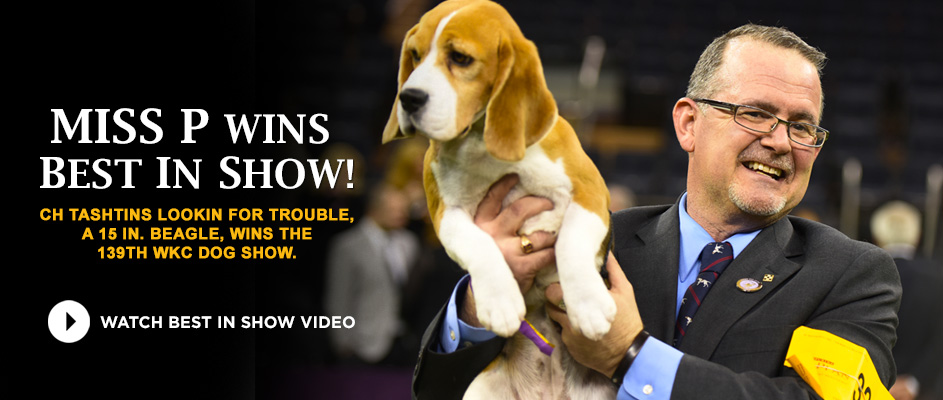 MISS P WINS
BEST IN SHOW!
CH TASHTINS LOOKIN FOR TROUBLE,
A 15 IN. BEAGLE, WINS THE
139TH WKC DOG SHOW.
WATCH BEST IN SHOW VIDEO